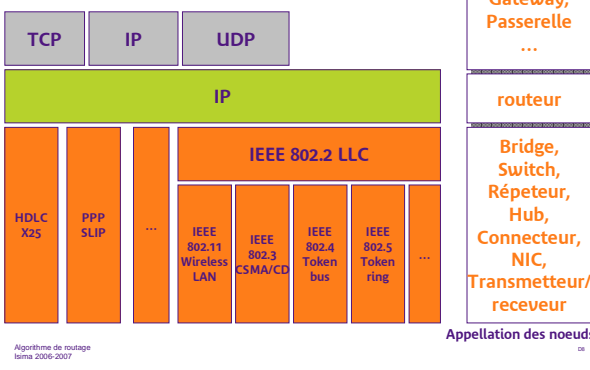 Gateway,
Passerelle
...
TCP
IP
UDP
IP
routeur
IEEE 802.2 LLC
Bridge,
Switch,
Répeteur,
Hub,
Connecteur,
NIC,
Transmetteur/
receveur
HDLC
X25
PPP
SLIP
...
IEEE
802.11
Wireless
LAN
IEEE
802.3
CSMA/CD
IEEE
802.4
Token
bus
IEEE
802.5
Token
ring
...
Appellation des noeuds
Algorithme de routage
Isima 2006-2007